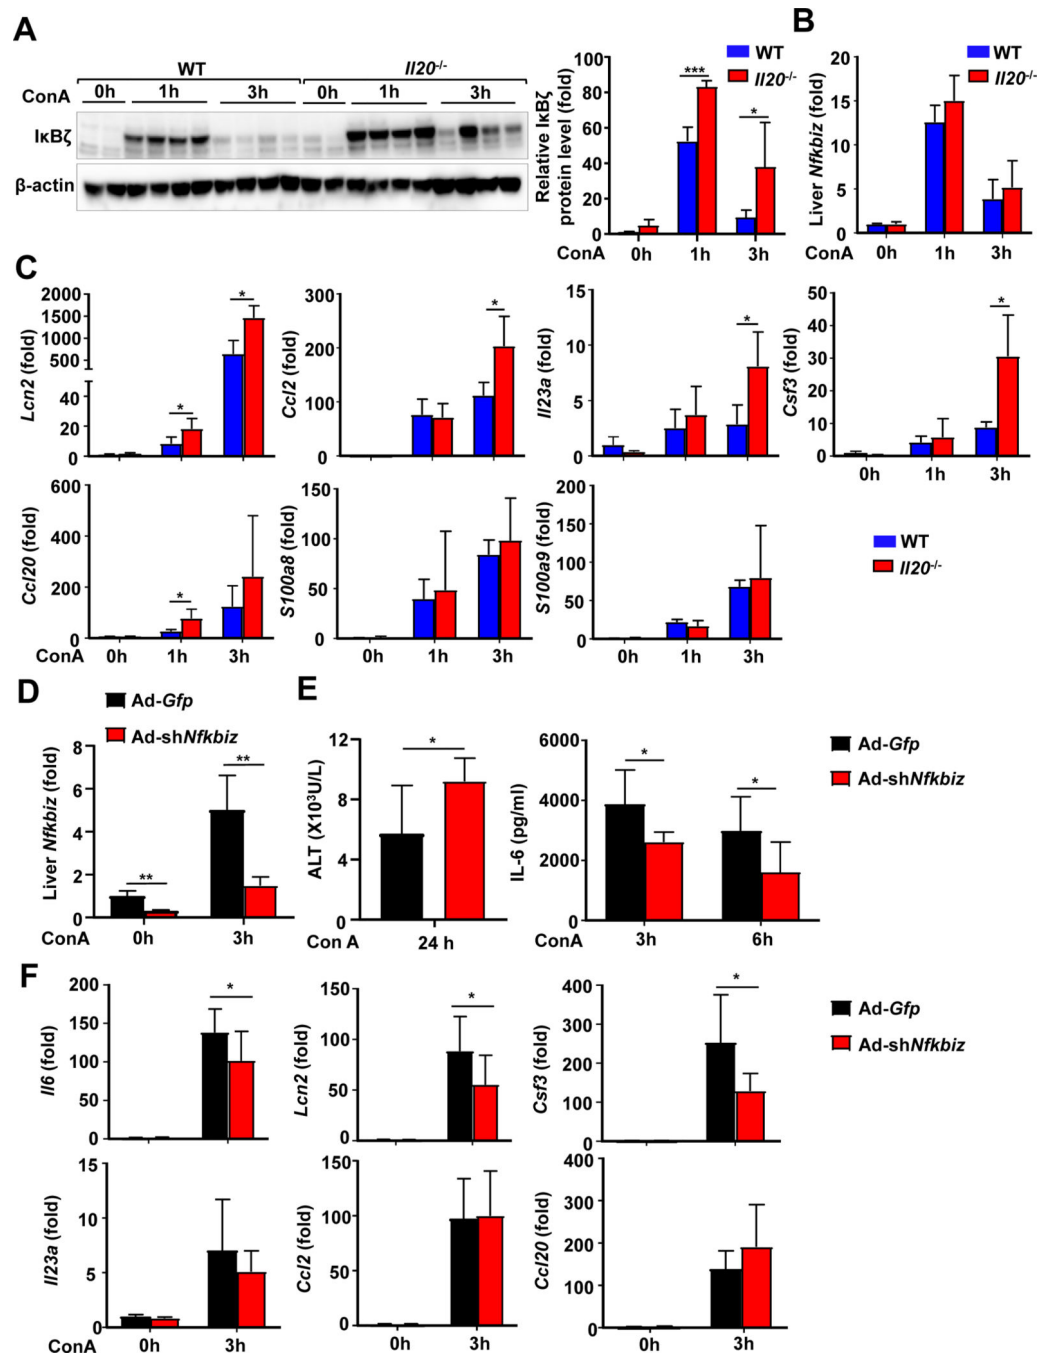 A
WT Il20-/-
ConA 0h 1h 3h 0h 1h 3h
IκBζ
β-actin
Relative IκBζ
protein level (fold)
100
80
60
40
20
0
*** *
WT
Il20-/-
ConA 0h 1h 3h
B
Liver Nfkbiz (fold)
20
15
10
5
0
WT
Il20-/-
ConA 0h 1h 3h
C
Lcn2 (fold)
2000
1500
1000
500
40
20
0
* *
Ccl2 (fold)
300
200
100
0
*
Il23a (fold)
15
10
5
0
*
Csf3 (fold)
50
40
30
20
10
0
*
0h 1h 3h
Ccl20 (fold)
600
400
200
0
*
ConA 0h 1h 3h
S100a8 (fold)
150
100
50
0
0h 1h 3h
S100a9 (fold)
200
150
100
50
0
0h 1h 3h
WT
Il20-/-
D
Ad-Gfp
Ad-shNfkbiz
Liver Nfkbiz (fold)
8
6
4
2
0
** **
ConA 0h 3h
E
ALT (X10³U/L)
12
8
4
0
*
Con A 24 h
IL-6 (pg/ml)
6000
4000
2000
0
* *
ConA 3h 6h
Ad-Gfp
Ad-shNfkbiz
F
Il6 (fold)
200
150
100
50
0
*
Lcn2 (fold)
150
100
50
0
*
Csf3 (fold)
400
300
200
100
0
*
Ad-Gfp
Ad-shNfkbiz
Il23a (fold)
15
10
5
0
ConA 0h 3h
Ccl2 (fold)
150
100
50
0
0h 3h
Ccl20 (fold)
400
300
200
100
0
0h 3h